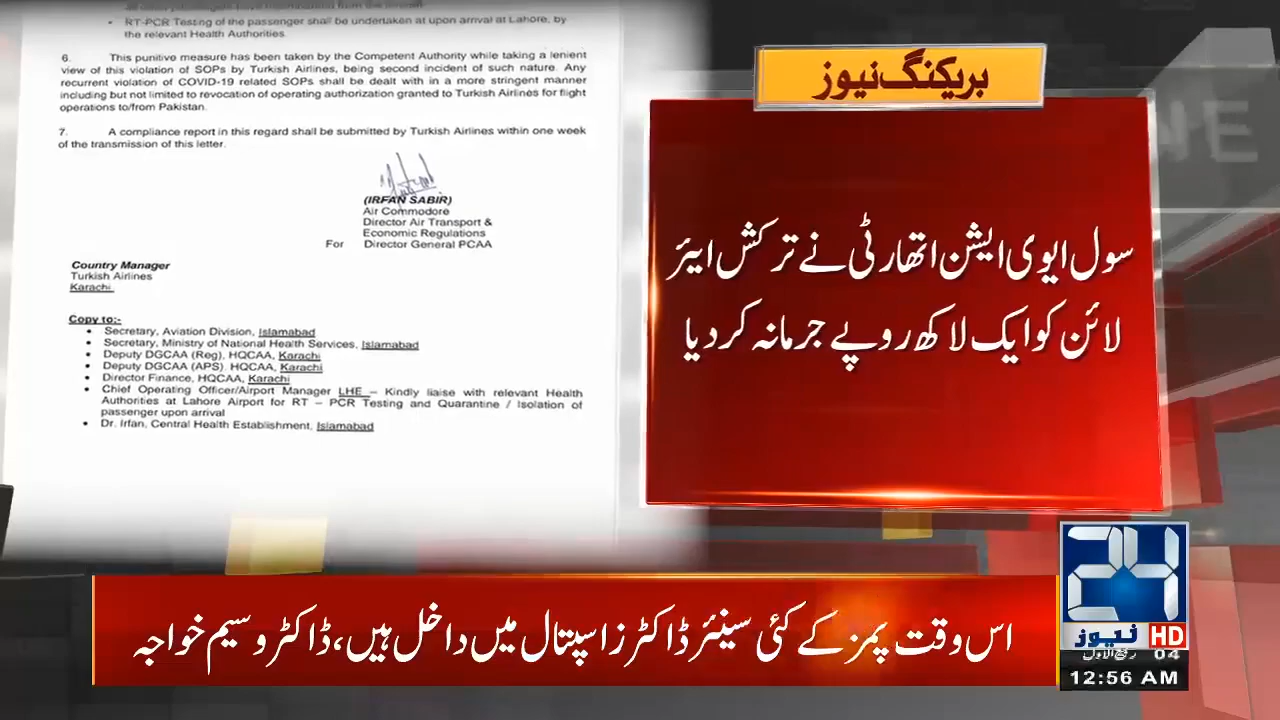 RT-PCR Testing of the passenger shall be undertaken at upon arrival at Lahore, by
the relevant Health Authorities.
6. This punitive measure has been taken by the Competent Authority while taking a lenient
view of this violation of SOPs by Turkish Airlines, being second incident of such nature. Any
recurrent violation of COVID-19 related SOPs shall be dealt with in a more stringent manner
including but not limited to revocation of operating authorization granted to Turkish Airlines for flight
operations to/from Pakistan.
7. A compliance report in this regard shall be submitted by Turkish Airlines within one week
of the transmission of this letter.
(IRFAN SABIR)
Air Commodore
Director Air Transport &
Economic Regulations
For Director General PCAA
Country Manager
Turkish Airlines
Karachi.
Copy to:-
• Secretary, Aviation Division, Islamabad
• Secretary, Ministry of National Health Services, Islamabad
• Deputy DGCAA (Reg), HQCAA, Karachi
• Deputy DGCAA (APS). HQCAA, Karachi
• Director Finance, HQCAA, Karachi
• Chief Operating Officer/Airport Manager LHE – Kindly liaise with relevant Health
Authorities at Lahore Airport for RT – PCR Testing and Quarantine / Isolation of
passenger upon arrival
• Dr. Irfan, Central Health Establishment, Islamabad
بریکنگ نیوز
سول ایوی ایشن اتھارٹی نے ترکش ایئر
لائن کو ایک لاکھ روپے جرمانہ کر دیا
اس وقت پمز کے کئی سینئر ڈاکٹرز اسپتال میں داخل ہیں، ڈاکٹر وسیم خواجہ
24
نیوز HD
04 ربیع الاول
12:56 AM